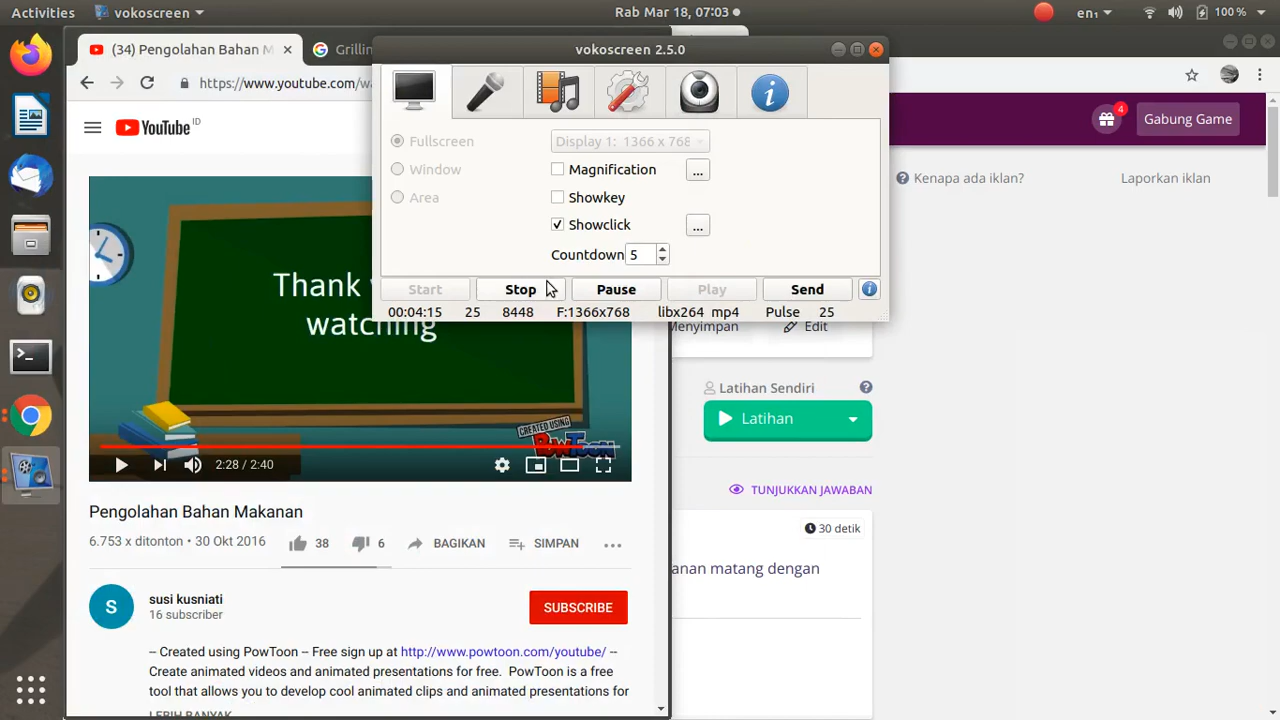 Activities
vokoscreen
Rab Mar 18, 07:03
en₁
100 %
(34) Pengolahan Bahan M
Grillin
https://www.youtube.com/wa
vokoscreen 2.5.0
YouTube ID
Fullscreen
Display 1:  1366 x 768
Window
Magnification
...
Area
Showkey
Showclick
...
Countdown 5
Start
Stop
Pause
Play
Send
00:04:15
25
8448
F:1366x768
libx264 mp4
Pulse
25
4
Gabung Game
Kenapa ada iklan?
Laporkan iklan
Menyimpan
Edit
Latihan Sendiri
Latihan
TUNJUKKAN JAWABAN
30 detik
anan matang dengan
Thank
watching
CREATED USING
POWTOON
2:28 / 2:40
Pengolahan Bahan Makanan
6.753 x ditonton • 30 Okt 2016
38
6
BAGIKAN
SIMPAN
S
susi kusniati
16 subscriber
SUBSCRIBE
-- Created using PowToon -- Free sign up at http://www.powtoon.com/youtube/ --
Create animated videos and animated presentations for free.  PowToon is a free
tool that allows you to develop cool animated clips and animated presentations for
LEBIH BANYAK